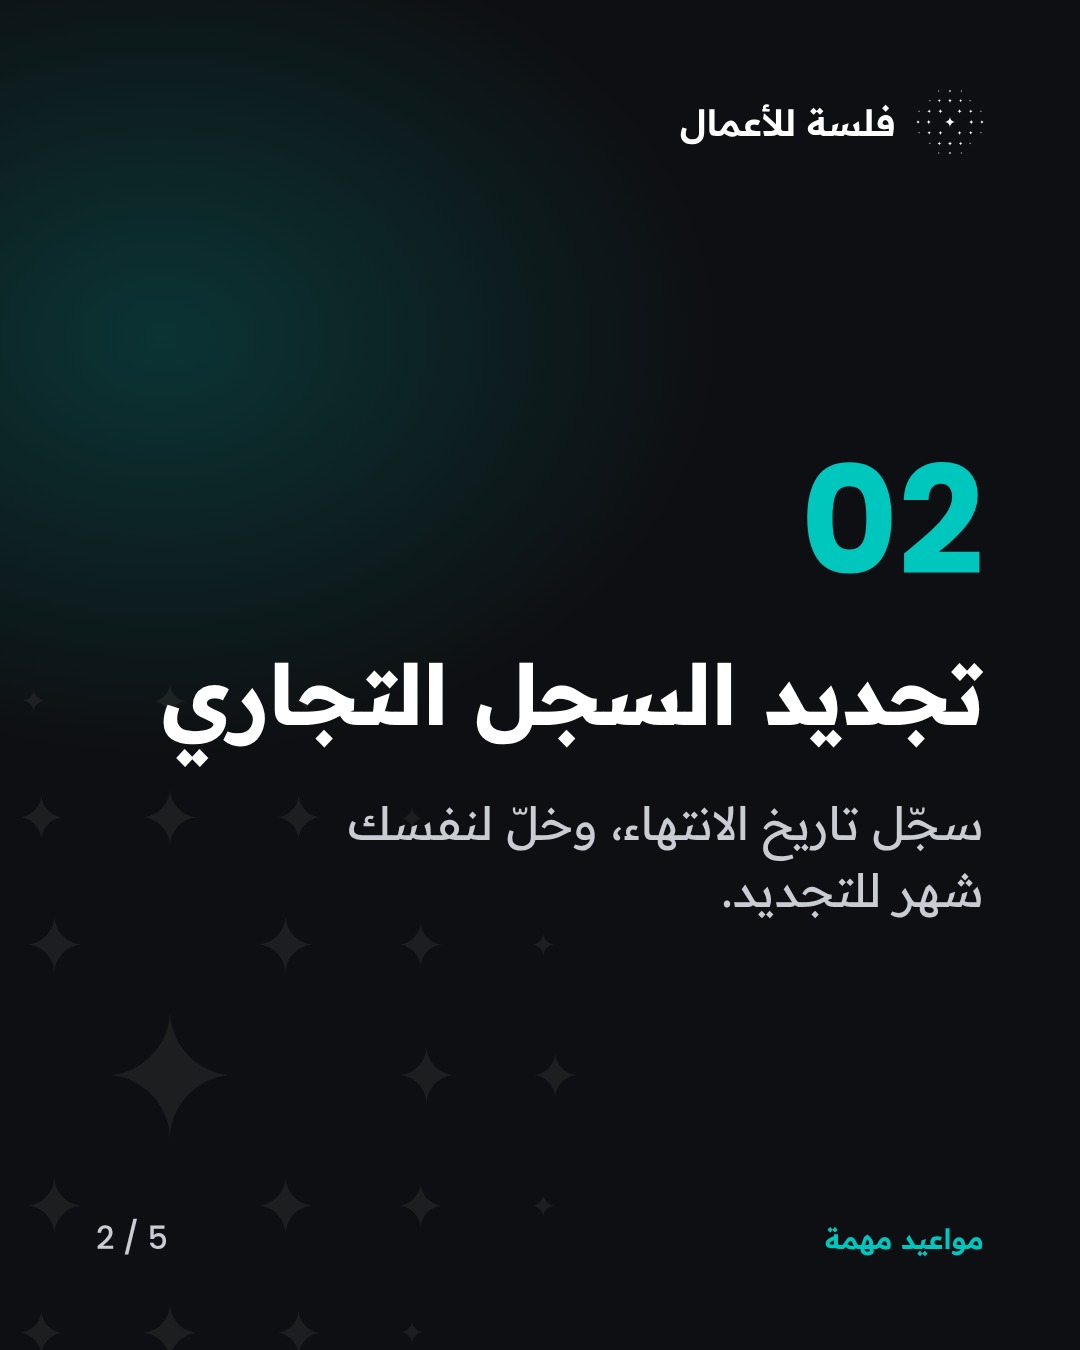 فلسة للأعمال
02
تجديد السجل التجاري
سجّل تاريخ الانتهاء، وخلّ لنفسك
شهر للتجديد.
مواعيد مهمة
2 / 5